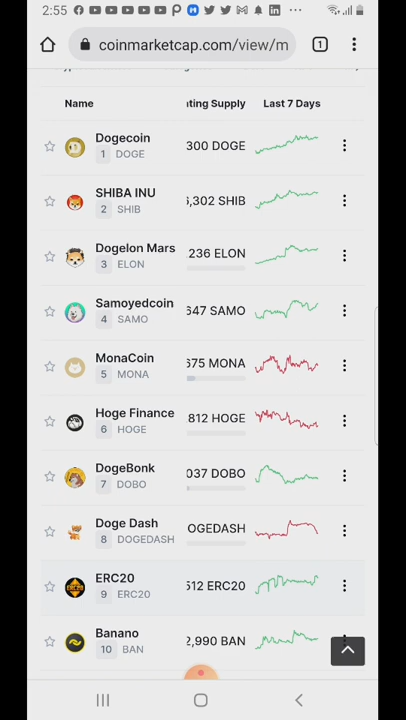 2:55
coinmarketcap.com/view/m
1
Name
ting Supply
Last 7 Days
Dogecoin
1 DOGE
300 DOGE
SHIBA INU
2 SHIB
,302 SHIB
Dogelon Mars
3 ELON
236 ELON
Samoyedcoin
4 SAMO
647 SAMO
MonaCoin
5 MONA
675 MONA
Hoge Finance
6 HOGE
812 HOGE
DogeBonk
7 DOBO
037 DOBO
Doge Dash
8 DOGEDASH
OGEDASH
ERC20
9 ERC20
512 ERC20
Banano
10 BAN
2,990 BAN